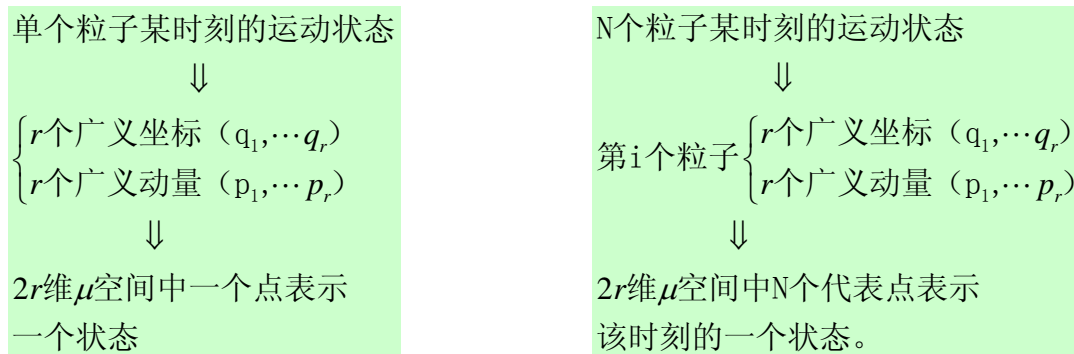 单个粒子某时刻的运动状态
⇓
r个广义坐标（q₁,⋯qᵣ）
r个广义动量（p₁,⋯pᵣ）
⇓
2r维μ空间中一个点表示
一个状态
N个粒子某时刻的运动状态
⇓
第i个粒子
r个广义坐标（q₁,⋯qᵣ）
r个广义动量（p₁,⋯pᵣ）
⇓
2r维μ空间中N个代表点表示
该时刻的一个状态。